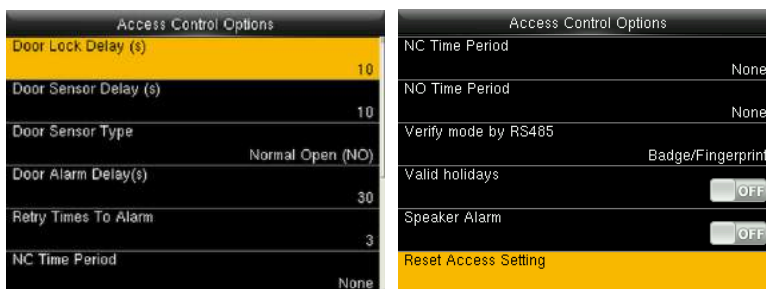 Access Control Options
Door Lock Delay (s)
10
Door Sensor Delay (s)
10
Door Sensor Type
Normal Open (NO)
Door Alarm Delay(s)
30
Retry Times To Alarm
3
NC Time Period
None
Access Control Options
NC Time Period
None
NO Time Period
None
Verify mode by RS485
Badge/Fingerprint
Valid holidays
OFF
Speaker Alarm
OFF
Reset Access Setting